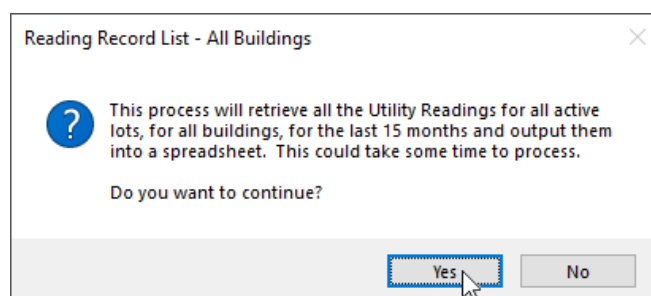 Reading Record List - All Buildings
?
This process will retrieve all the Utility Readings for all active
lots, for all buildings, for the last 15 months and output them
into a spreadsheet.  This could take some time to process.
Do you want to continue?
Yes
No